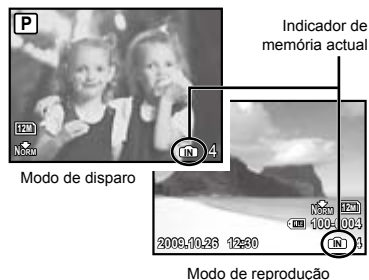 P
Indicador de
memória actual
12M
NORM
IN 4
Modo de disparo
NORM 12M
100-0004
2009.10.26 12:30
IN 4
Modo de reprodução